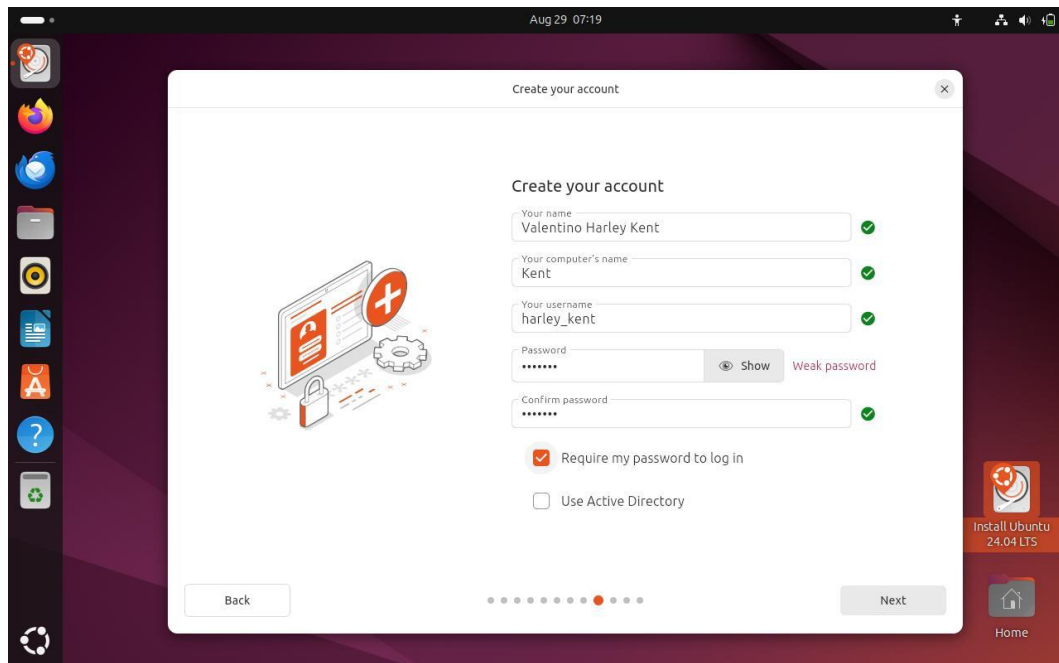 Aug 29 07:19
Create your account
Create your account
Your name
Valentino Harley Kent
Your computer's name
Kent
Your username
harley_kent
Password
•••••••
Show
Weak password
Confirm password
•••••••
Require my password to log in
Use Active Directory
Install Ubuntu
24.04 LTS
Back
Next
Home